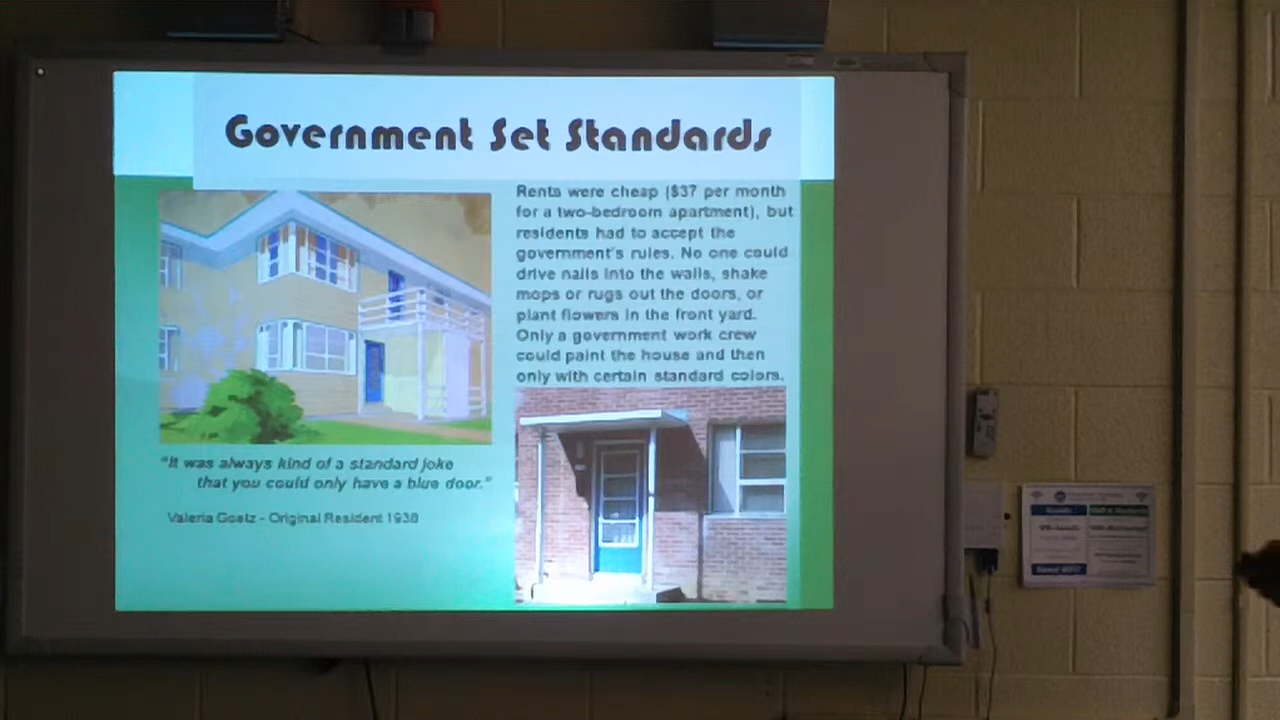 Government Set Standards
Rents were cheap ($37 per month
for a two-bedroom apartment), but
residents had to accept the
government's rules. No one could
drive nails into the walls, shake
mops or rugs out the doors, or
plant flowers in the front yard.
Only a government work crew
could paint the house and then
only with certain standard colors.
"It was always kind of a standard joke
that you could only have a blue door."
Valeria Goetz - Original Resident 1938